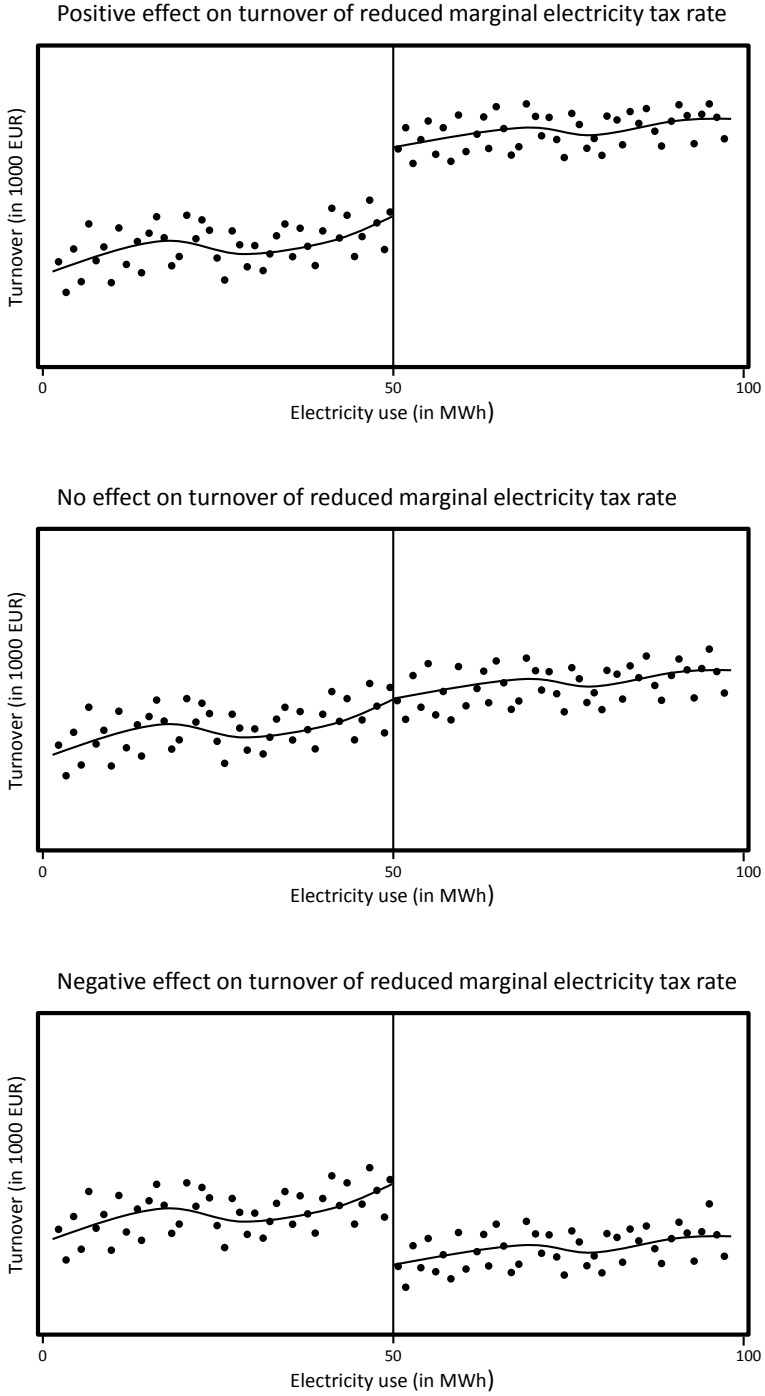 Positive effect on turnover of reduced marginal electricity tax rate
Turnover (in 1000 EUR)
0 50 100
Electricity use (in MWh)
No effect on turnover of reduced marginal electricity tax rate
Turnover (in 1000 EUR)
0 50 100
Electricity use (in MWh)
Negative effect on turnover of reduced marginal electricity tax rate
Turnover (in 1000 EUR)
0 50 100
Electricity use (in MWh)